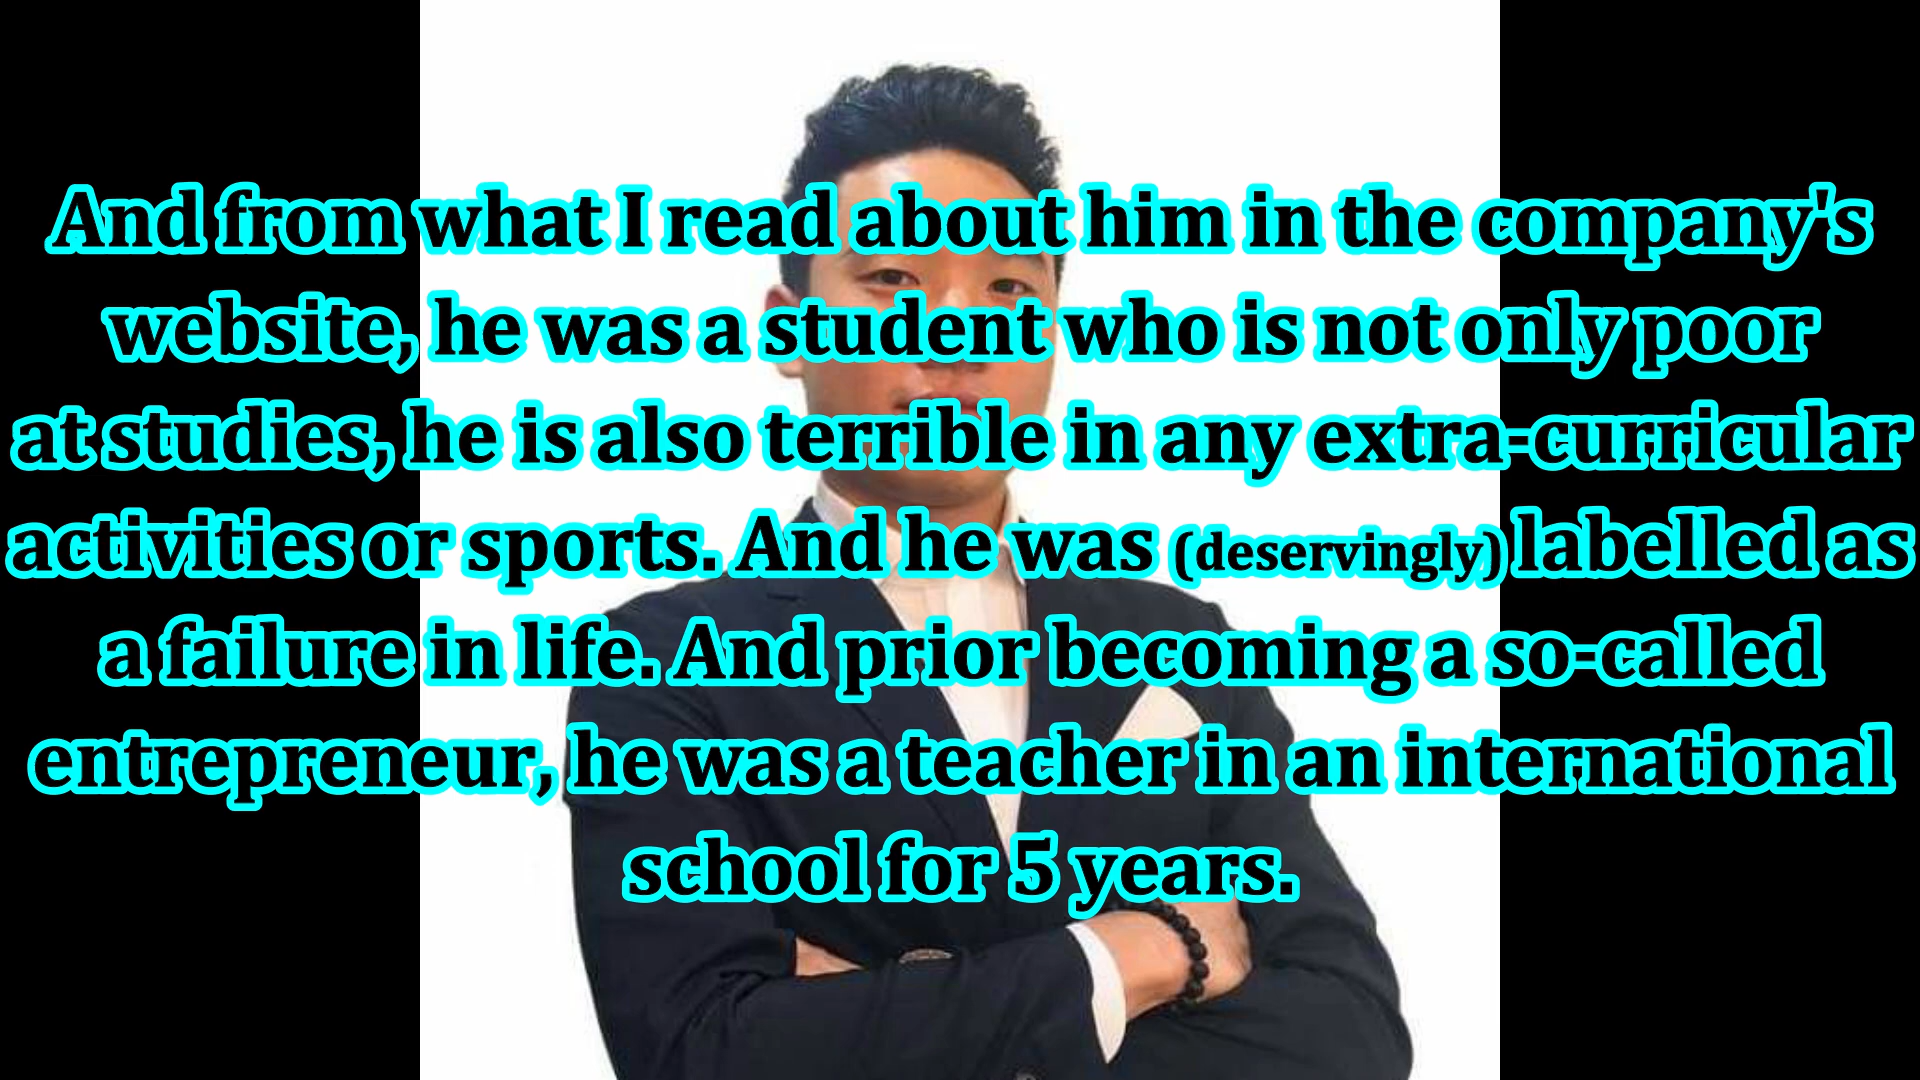 And from what I read about him in the company's
website, he was a student who is not only poor
at studies, he is also terrible in any extra-curricular
activities or sports. And he was (deservingly) labelled as
a failure in life. And prior becoming a so-called
entrepreneur, he was a teacher in an international
school for 5 years.